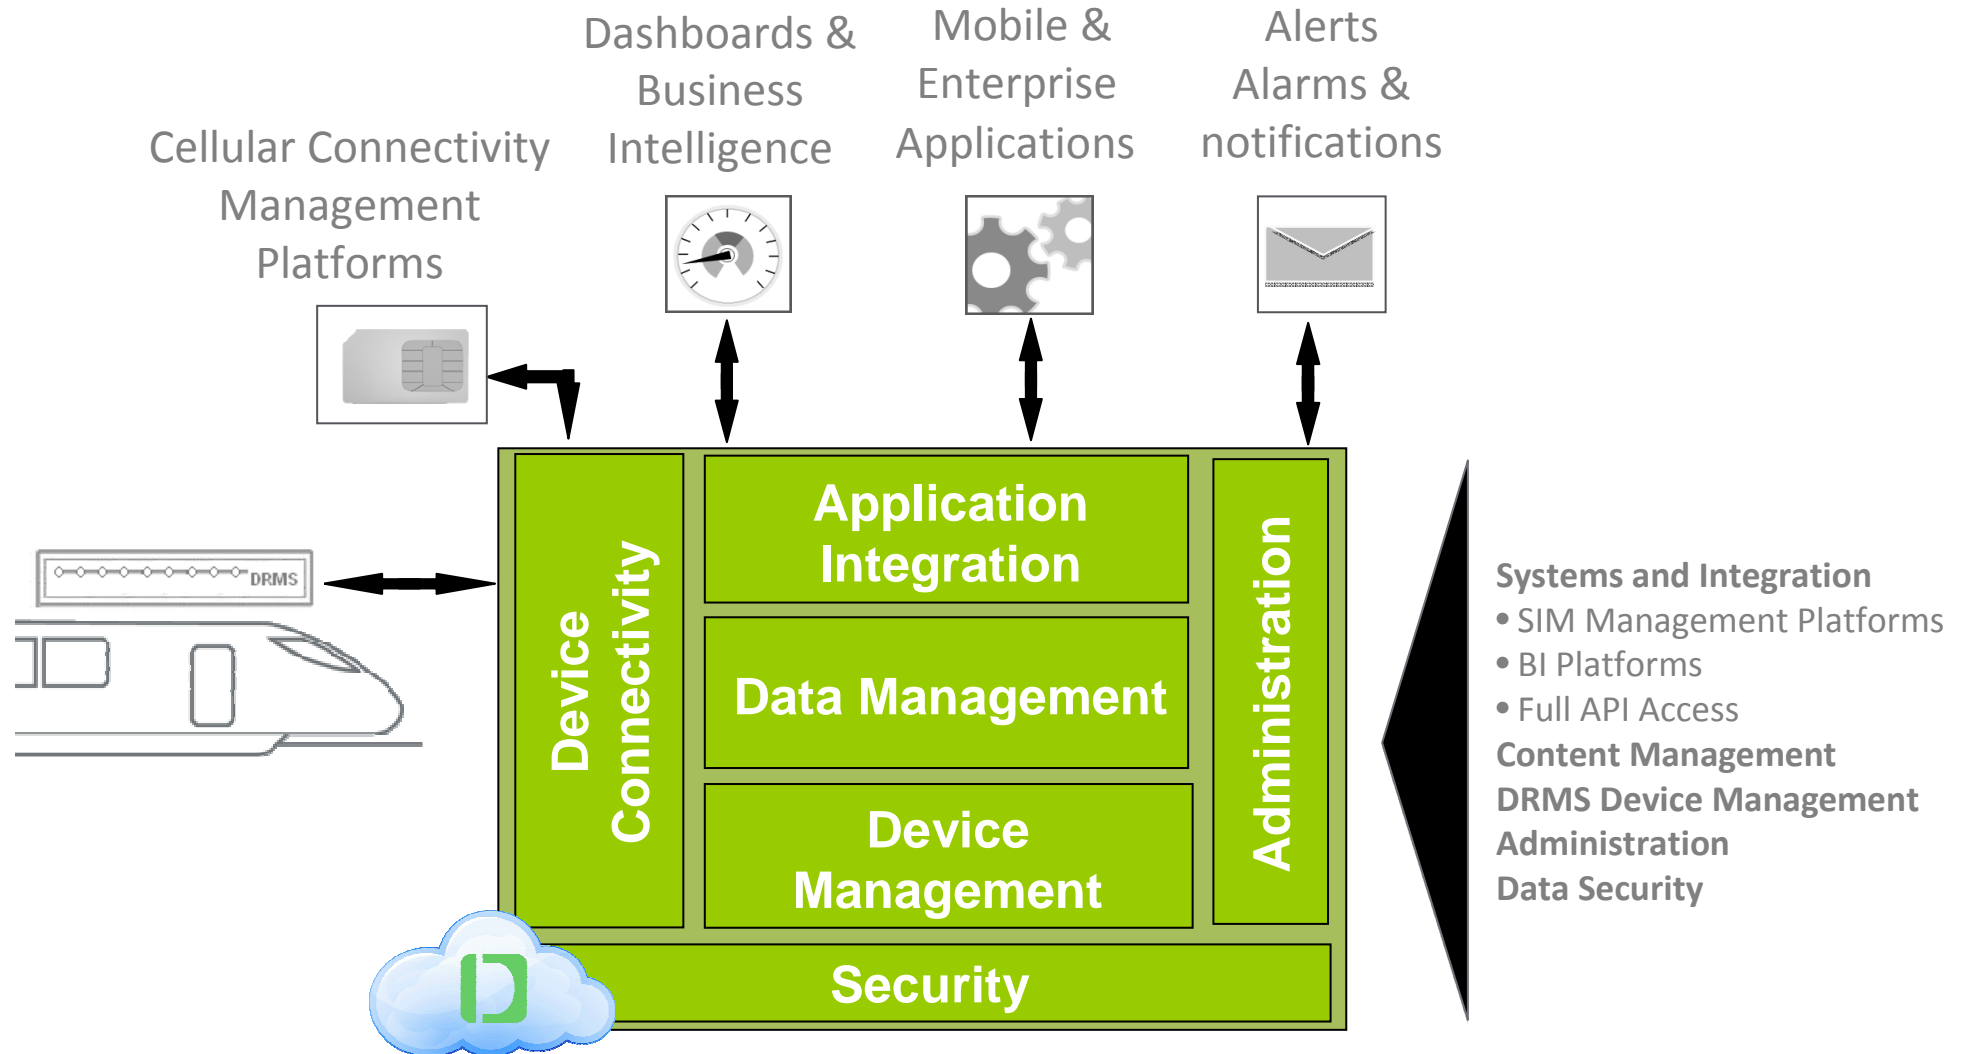 Dashboards &
Business
Intelligence
Mobile &
Enterprise
Applications
Alerts
Alarms &
notifications
Cellular Connectivity
Management
Platforms
DRMS
Device
Connectivity
Application
Integration
Data Management
Device
Management
Administration
Security
Systems and Integration
• SIM Management Platforms
• BI Platforms
• Full API Access
Content Management
DRMS Device Management
Administration
Data Security